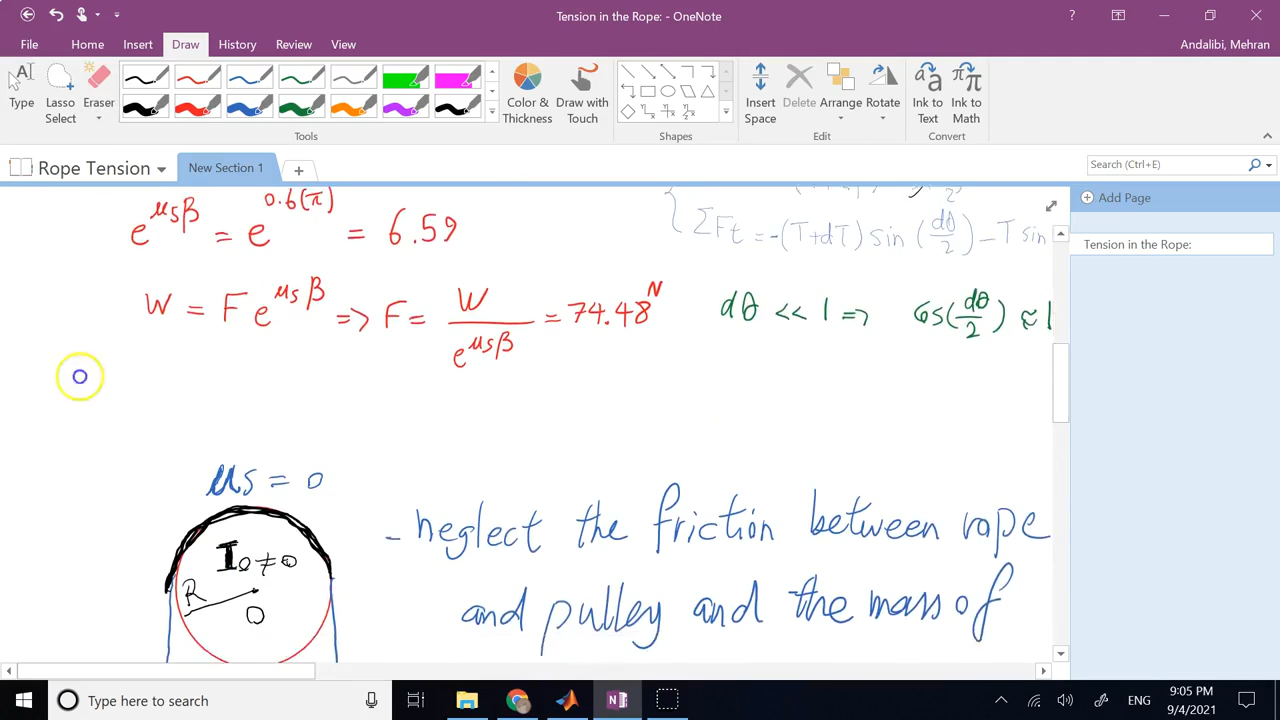 Tension in the Rope: - OneNote
?
File Home Insert Draw History Review View
Andalibi, Mehran
Type
Lasso Select
Eraser
Color & Thickness
Draw with Touch
Insert Space
Delete
Arrange
Rotate
Ink to Text
Ink to Math
Tools
Shapes
Edit
Convert
Rope Tension
New Section 1
+
Search (Ctrl+E)
Add Page
Tension in the Rope:
e^μsβ = e^0.6(π) = 6.59
ΣFt = -(T+dT) sin (dθ/2) - T sin
W = F e^μsβ => F = W / e^μsβ = 74.48 N
dθ << 1 => Cos(dθ/2) ≈ 1
μs = 0
I₀ ≠ 0
R
O
- neglect the friction between rope
and pulley and the mass of
Type here to search
ENG
9:05 PM
9/4/2021